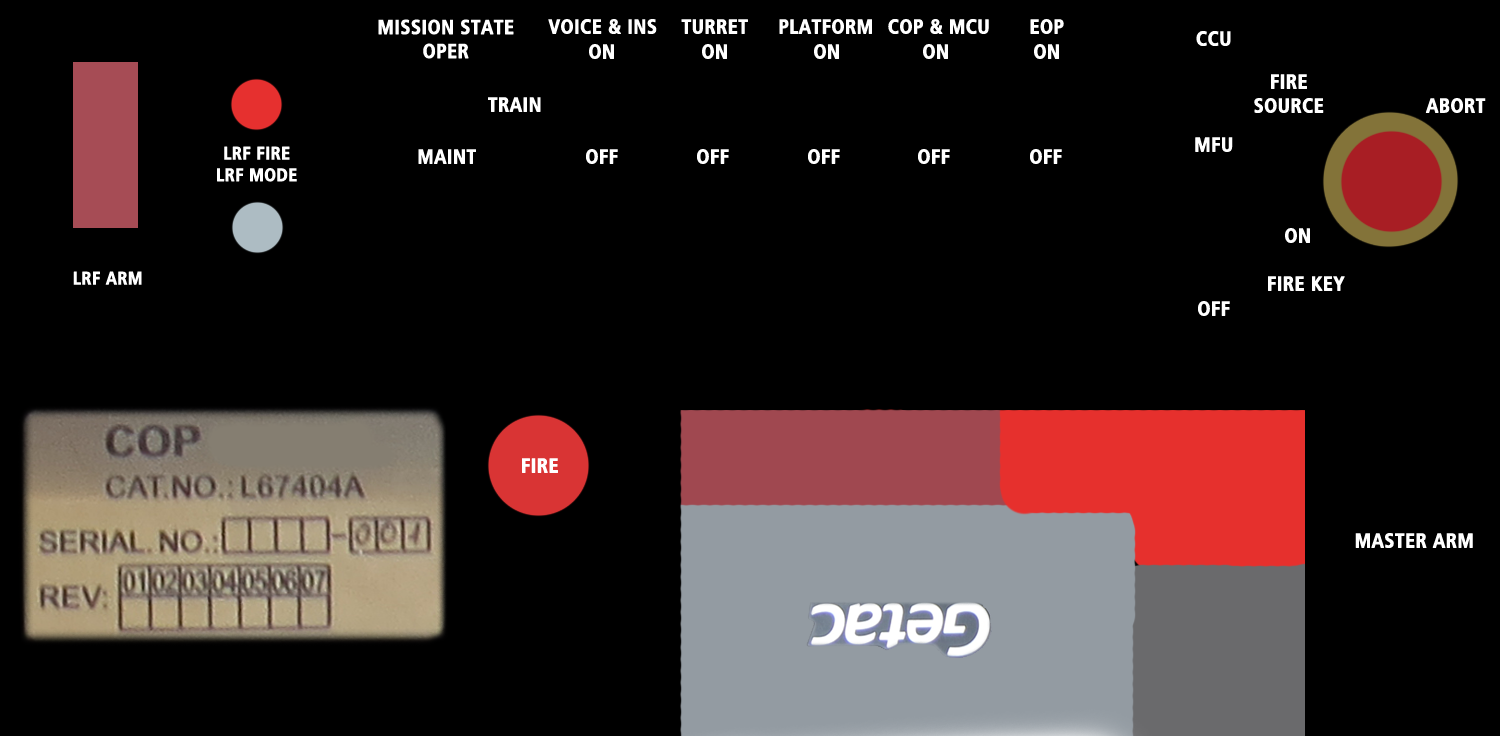 MISSION STATE
OPER
TRAIN
MAINT
VOICE & INS
ON
OFF
TURRET
ON
OFF
PLATFORM
ON
OFF
COP & MCU
ON
OFF
EOP
ON
OFF
CCU
FIRE
SOURCE
MFU
ABORT
ON
FIRE KEY
OFF
LRF FIRE
LRF MODE
LRF ARM
COP
CAT.NO.: L67404A
SERIAL. NO.: -001
REV: 01 02 03 04 05 06 07
FIRE
MASTER ARM
Getac